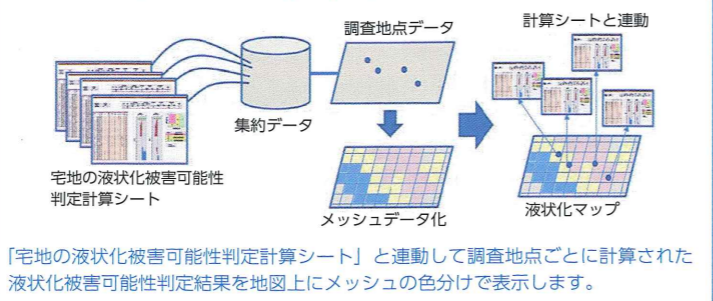 調査地点データ
計算シートと連動
集約データ
宅地の液状化被害可能性
判定計算シート
メッシュデータ化
液状化マップ
「宅地の液状化被害可能性判定計算シート」と連動して調査地点ごとに計算された
液状化被害可能性判定結果を地図上にメッシュの色分けで表示します。